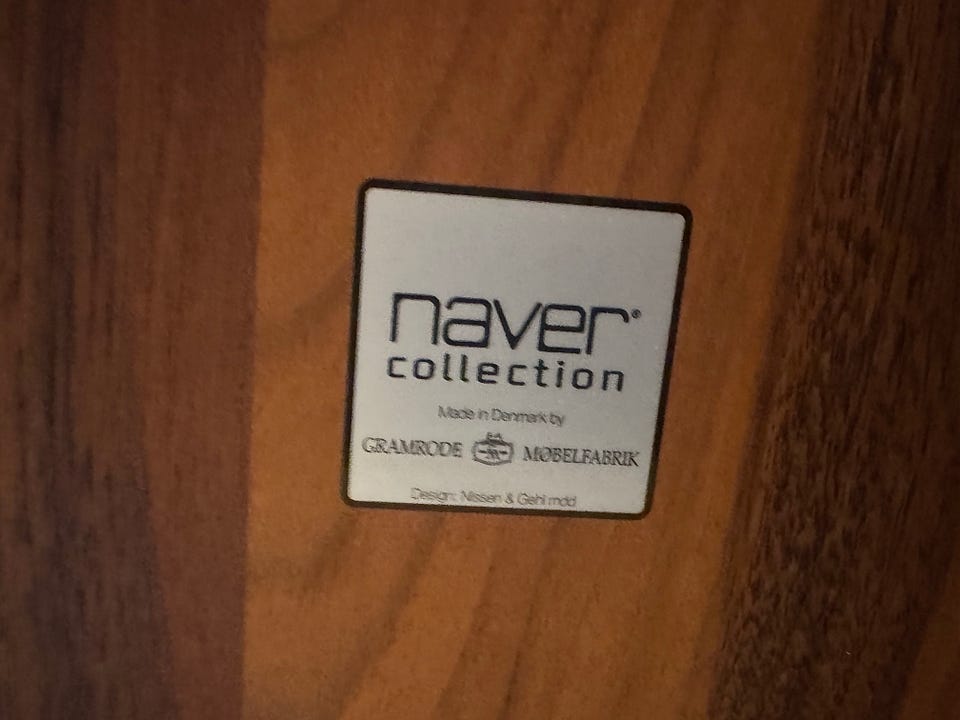 naver®
collection
Made in Denmark by
GRAMRODE MØBELFABRIK
Design: Nissen & Gehl mdd